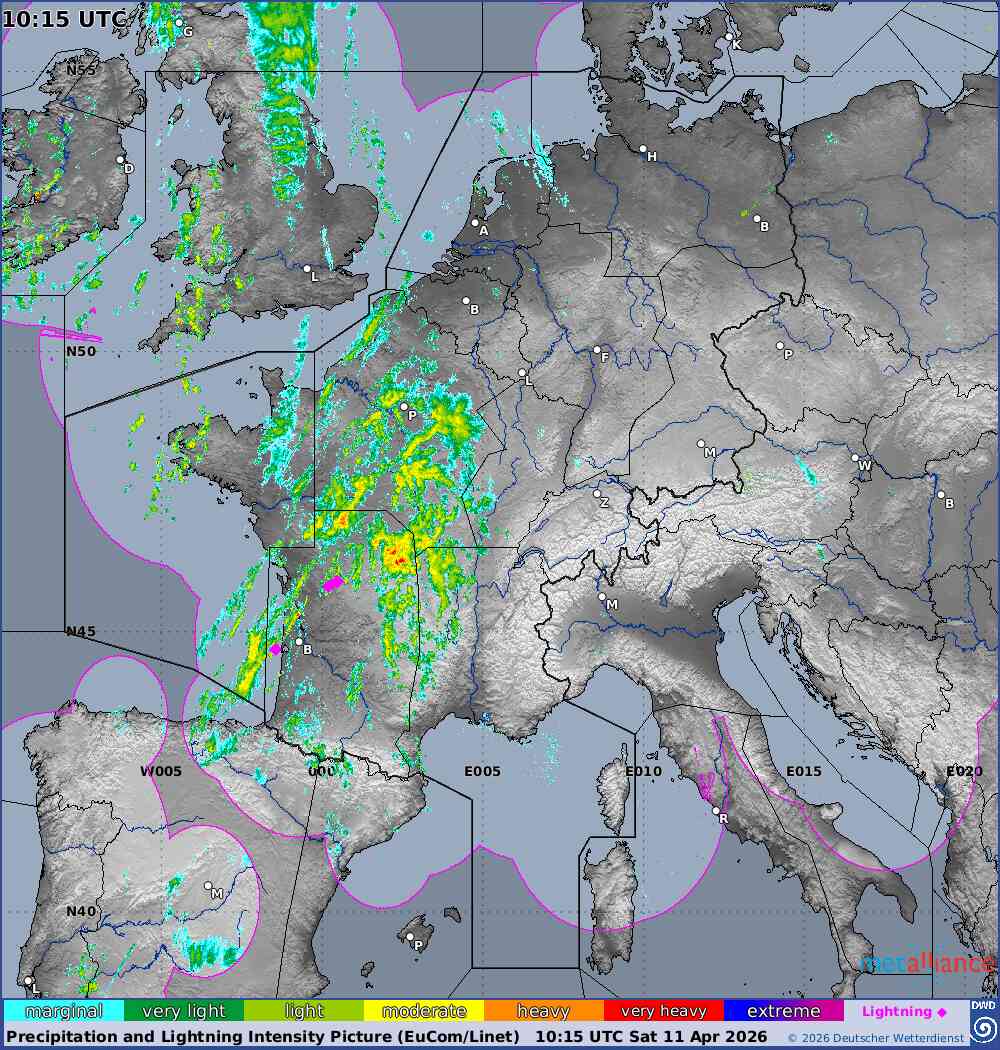 10:15 UTC
G
K
N55
D
H
A
B
L
B
N50
P
F
L
P
M
W
Z
B
M
N45
B
W005
000
E005
E010
E015
E020
R
M
N40
P
L
metalliance
marginal very light light moderate heavy very heavy extreme Lightning
DWD
Precipitation and Lightning Intensity Picture (EuCom/Linet) 10:15 UTC Sat 11 Apr 2026 © 2026 Deutscher Wetterdienst